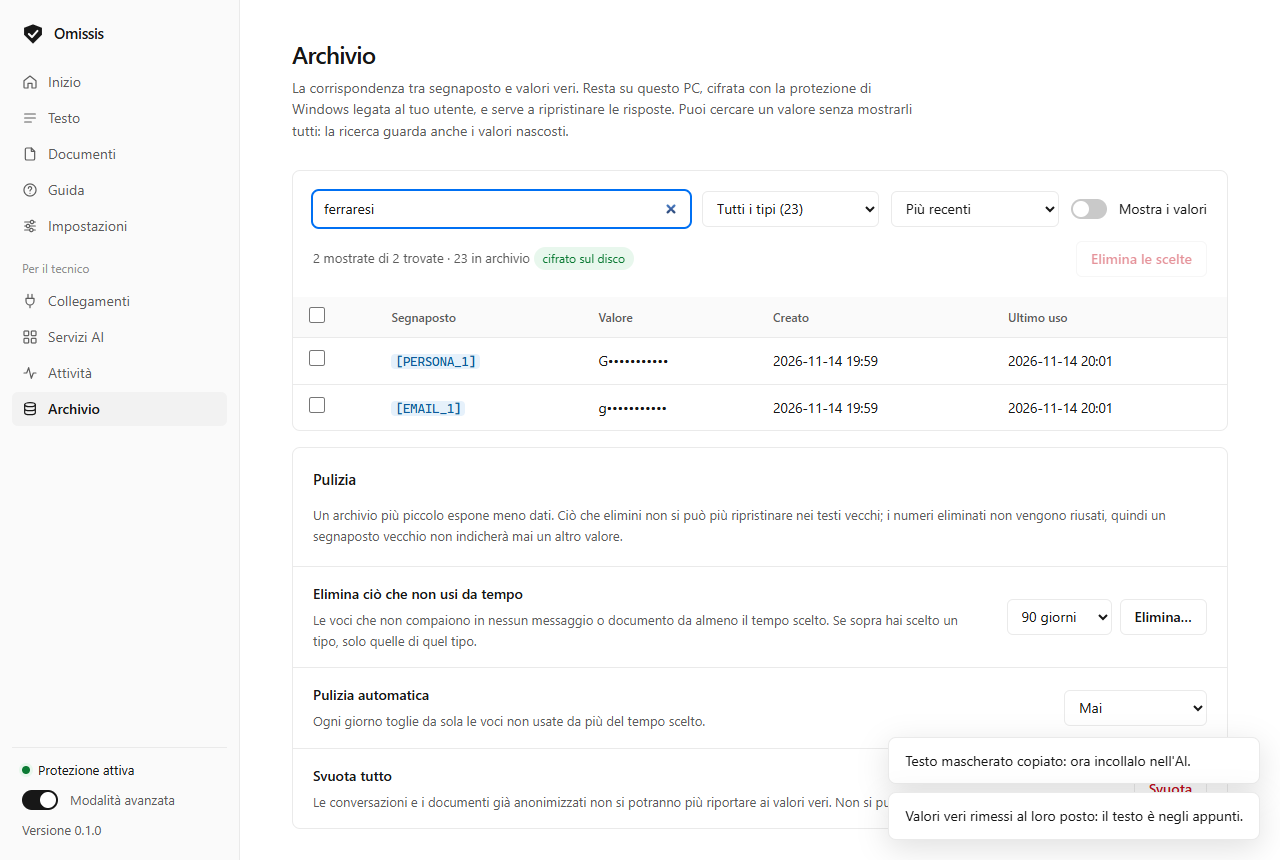 Omissis
Inizio
Testo
Documenti
Guida
Impostazioni
Per il tecnico
Collegamenti
Servizi AI
Attività
Archivio
Protezione attiva
Modalità avanzata
Versione 0.1.0
Archivio
La corrispondenza tra segnaposto e valori veri. Resta su questo PC, cifrata con la protezione di
Windows legata al tuo utente, e serve a ripristinare le risposte. Puoi cercare un valore senza mostrarli
tutti: la ricerca guarda anche i valori nascosti.
ferraresi Tutti i tipi (23) Più recenti Mostra i valori
2 mostrate di 2 trovate · 23 in archivio cifrato sul disco Elimina le scelte
Segnaposto Valore Creato Ultimo uso
[PERSONA_1] G••••••••••• 2026-11-14 19:59 2026-11-14 20:01
[EMAIL_1] g••••••••••• 2026-11-14 19:59 2026-11-14 20:01
Pulizia
Un archivio più piccolo espone meno dati. Ciò che elimini non si può più ripristinare nei testi vecchi; i numeri eliminati non vengono riusati, quindi un
segnaposto vecchio non indicherà mai un altro valore.
Elimina ciò che non usi da tempo
Le voci che non compaiono in nessun messaggio o documento da almeno il tempo scelto. Se sopra hai scelto un
tipo, solo quelle di quel tipo.
90 giorni Elimina...
Pulizia automatica
Ogni giorno toglie da sola le voci non usate da più del tempo scelto.
Mai
Svuota tutto
Le conversazioni e i documenti già anonimizzati non si potranno più riportare ai valori veri. Non si
Svuota
Testo mascherato copiato: ora incollalo nell'AI.
Valori veri rimessi al loro posto: il testo è negli appunti.